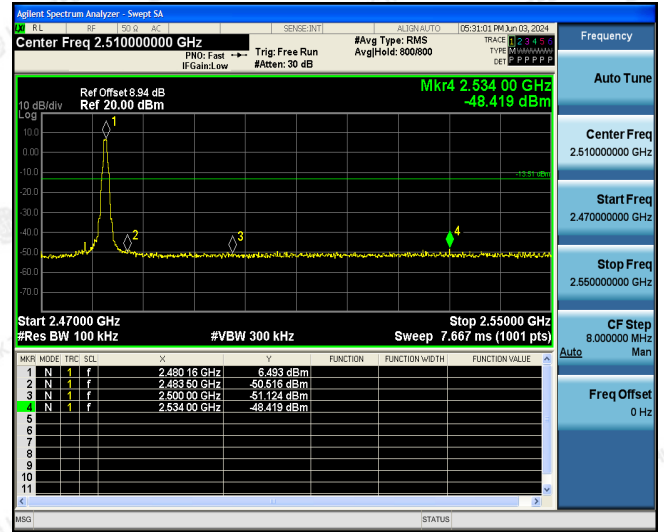 Agilent Spectrum Analyzer - Swept SA
RL RF 50 Ω AC SENSE:INT ALIGN AUTO 05:31:01 PM Jun 03, 2024
Center Freq 2.510000000 GHz #Avg Type: RMS TRACE 1 2 3 4 5 6
PNO: Fast Trig: Free Run Avg|Hold: 800/800 TYPE M
IFGain:Low #Atten: 30 dB DET P P P P P P
Frequency
Auto Tune
Center Freq
2.510000000 GHz
Start Freq
2.470000000 GHz
Stop Freq
2.550000000 GHz
CF Step
8.000000 MHz
Auto Man
Freq Offset
0 Hz
Mkr4 2.534 00 GHz
-48.419 dBm
Ref Offset 8.94 dB
10 dB/div Ref 20.00 dBm
Log
10.0
0.00
-10.0
-20.0
-30.0
-40.0
-50.0
-60.0
-70.0
1
2
3
4
-13.51 dBm
Start 2.47000 GHz Stop 2.55000 GHz
#Res BW 100 kHz #VBW 300 kHz Sweep 7.667 ms (1001 pts)
MKR MODE TRC SCL X Y FUNCTION FUNCTION WIDTH FUNCTION VALUE
1 N 1 f 2.480 16 GHz 6.493 dBm
2 N 1 f 2.483 50 GHz -50.516 dBm
3 N 1 f 2.500 00 GHz -51.124 dBm
4 N 1 f 2.534 00 GHz -48.419 dBm
5
6
7
8
9
10
11
MSG STATUS